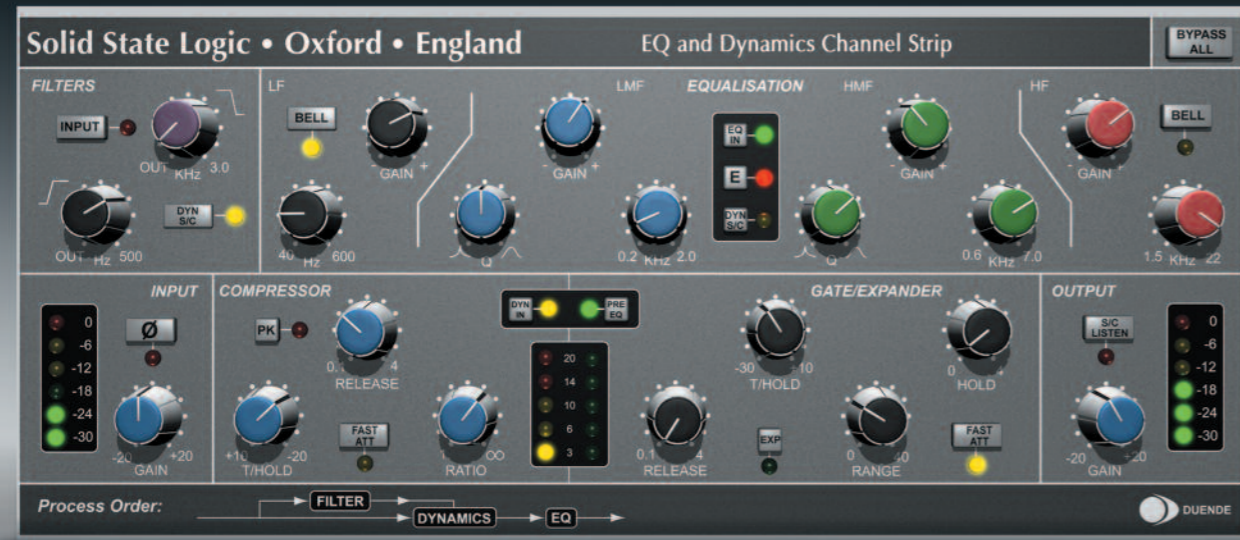 Solid State Logic • Oxford • England
EQ and Dynamics Channel Strip
BYPASS
ALL
FILTERS
INPUT
OUT
KHz
3.0
DYN
S/C
OUT
Hz
500
LF
BELL
- GAIN +
40
Hz
600
LMF
- GAIN +
Q
0.2
KHz
2.0
EQUALISATION
EQ
IN
E
DYN
S/C
HMF
- GAIN +
Q
0.6
KHz
7.0
HF
- GAIN +
BELL
1.5
KHz
22
INPUT
0
-6
-12
-18
-24
-30
Ø
-20
+20
GAIN
COMPRESSOR
PK
0.1
4
RELEASE
+10
-20
T/HOLD
FAST
ATT
1
∞
RATIO
DYN
IN
PRE
EQ
20
14
10
6
3
GATE/EXPANDER
-30
+10
T/HOLD
0
+
HOLD
0.1
4
RELEASE
EXP
0
40
RANGE
FAST
ATT
OUTPUT
S/C
LISTEN
0
-6
-12
-18
-24
-30
-20
+20
GAIN
Process Order:
FILTER
DYNAMICS
EQ
DUENDE